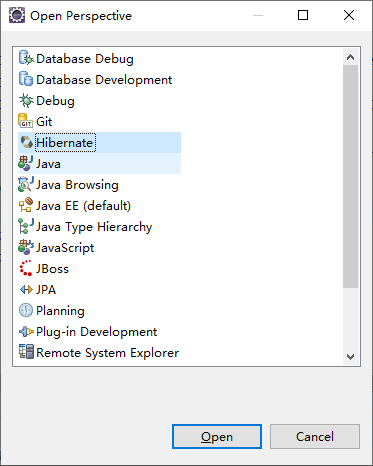 Open Perspective
Database Debug
Database Development
Debug
Git
Hibernate
Java
Java Browsing
Java EE (default)
Java Type Hierarchy
JavaScript
JBoss
JPA
Planning
Plug-in Development
Remote System Explorer
Open
Cancel